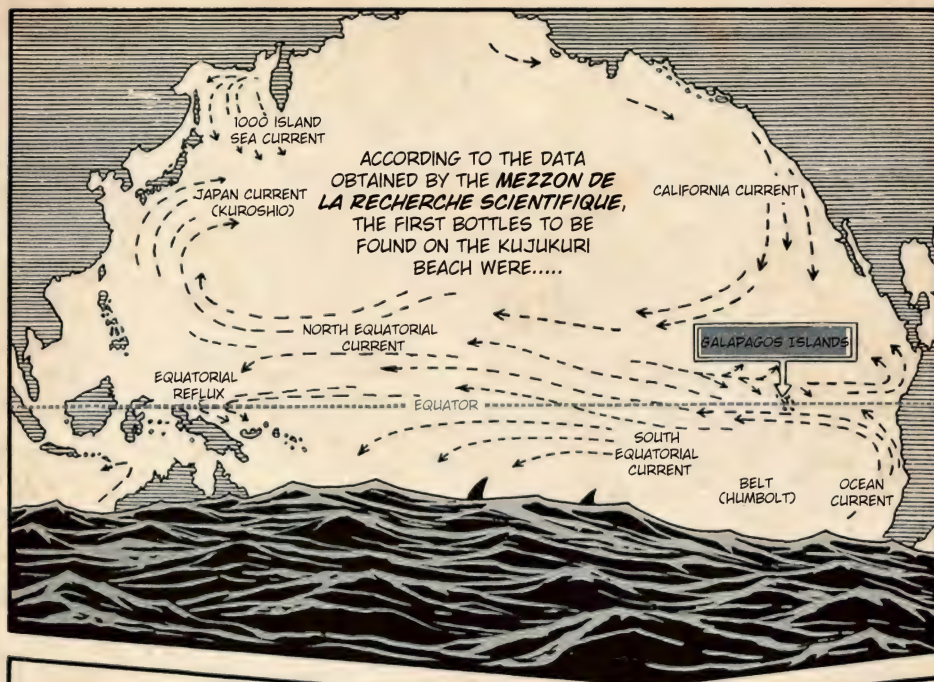 1000 ISLAND
SEA CURRENT
ACCORDING TO THE DATA
OBTAINED BY THE MEZZON DE
LA RECHERCHE SCIENTIFIQUE,
THE FIRST BOTTLES TO BE
FOUND ON THE KUJUKURI
BEACH WERE.....
JAPAN CURRENT
(KUROSHIO)
CALIFORNIA CURRENT
NORTH EQUATORIAL
CURRENT
GALAPAGOS ISLANDS
EQUATORIAL
REFLUX
EQUATOR
SOUTH
EQUATORIAL
CURRENT
BELT
(HUMBOLT)
OCEAN
CURRENT